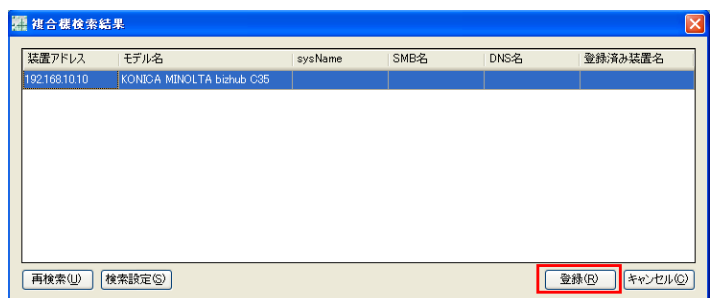 複合機検索結果
装置アドレス モデル名 sysName SMB名 DNS名 登録済み装置名
192.168.10.10 KONICA MINOLTA bizhub C35
再検索(U) 検索設定(S) 登録(R) キャンセル(C)